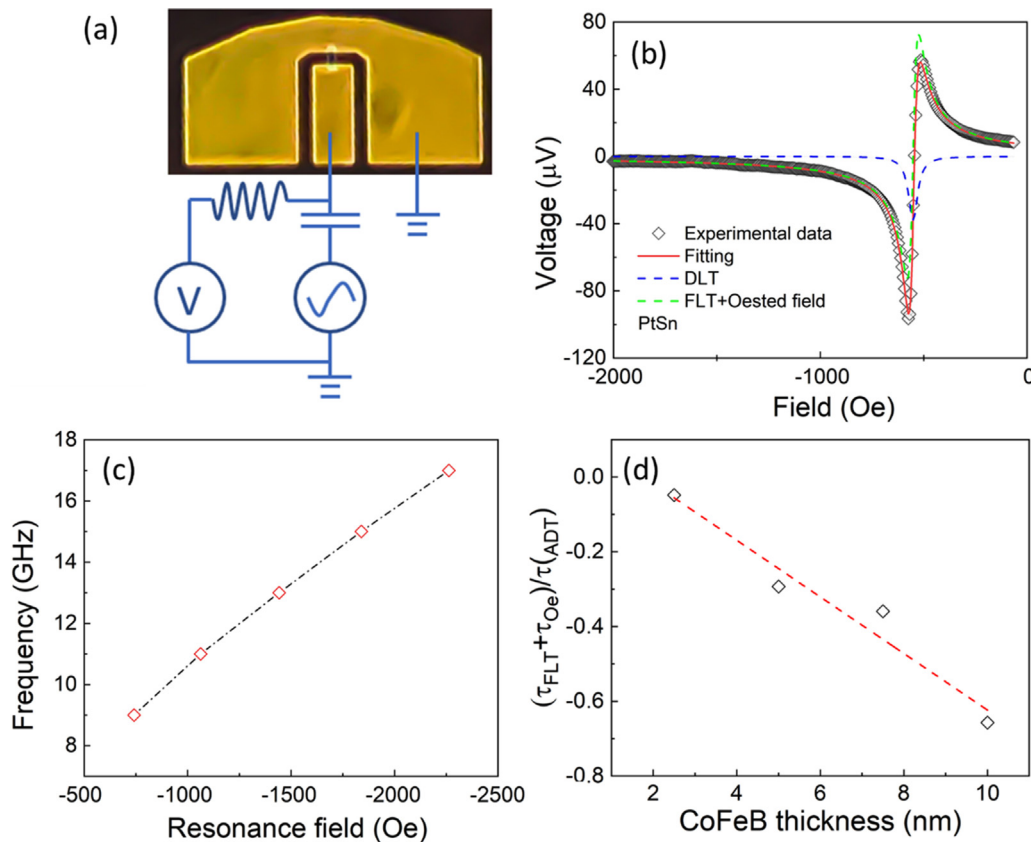 (a)
V
(b)
80
40
0
-40
-80
-120
Voltage (μV)
Experimental data
Fitting
DLT
FLT+Oested field
PtSn
-2000
-1000
0
Field (Oe)
(c)
18
16
14
12
10
8
Frequency (GHz)
-500
-1000
-1500
-2000
-2500
Resonance field (Oe)
(d)
0.0
-0.2
-0.4
-0.6
-0.8
(τFLT+τOe)/τ(ADT)
2
4
6
8
10
CoFeB thickness (nm)